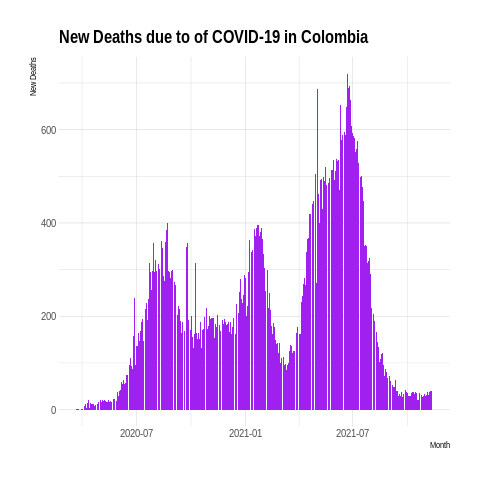 New Deaths due to of COVID-19 in Colombia
New Deaths
600
400
200
0
2020-07
2021-01
2021-07
Month